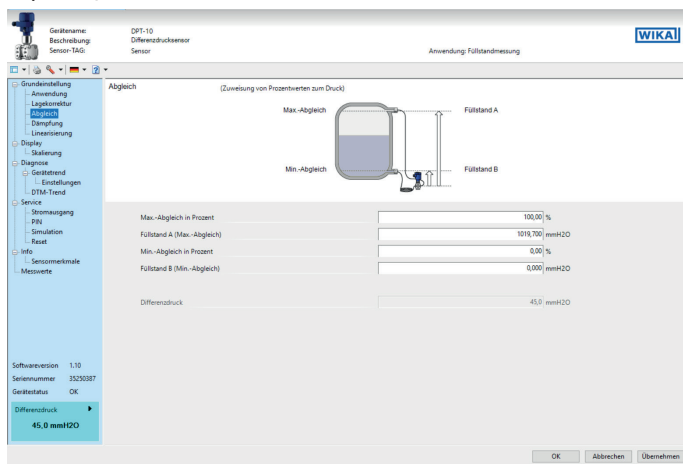 Gerätename:
DPT-10
Beschreibung:
Differenzdrucksensor
Sensor-TAG:
Sensor
Anwendung: Füllstandmessung
WIKAI
Grundeinstellung
Anwendung
Lagekorrektur
Abgleich
Dämpfung
Linearisierung
Display
Skalierung
Diagnose
Gerätetrend
Einstellungen
DTM-Trend
Service
Stromausgang
PIN
Simulation
Reset
Info
Sensormerkmale
Messwerte
Softwareversion 1.10
Seriennummer 35250387
Gerätestatus OK
Differenzdruck
45,0 mmH2O
Abgleich
(Zuweisung von Prozentwerten zum Druck)
Max.-Abgleich
Füllstand A
Min.-Abgleich
Füllstand B
Max.-Abgleich in Prozent 100,00 %
Füllstand A (Max.-Abgleich) 1019,700 mmH2O
Min.-Abgleich in Prozent 0,00 %
Füllstand B (Min.-Abgleich) 0,000 mmH2O
Differenzdruck 45,0 mmH2O
OK Abbrechen Übernehmen